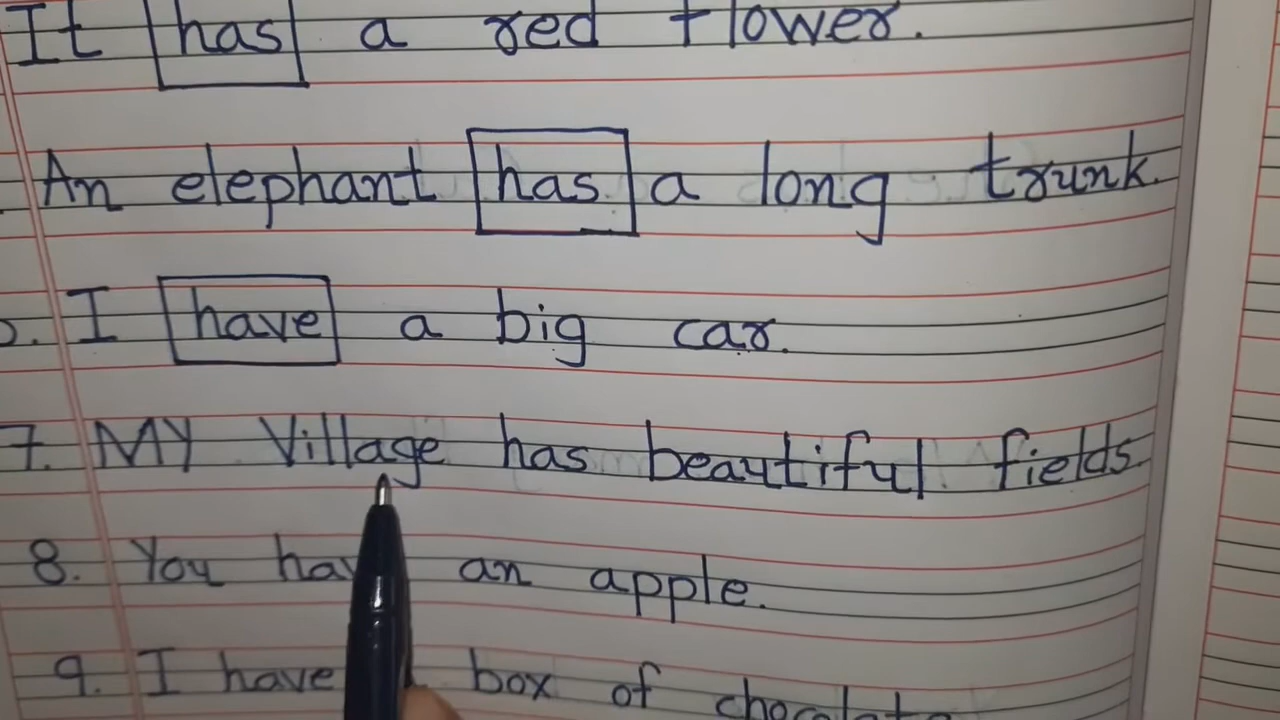 It has a red flower.
An elephant has a long trunk.
I have a big car.
7. MY Village has beautiful fields.
8. You have an apple.
9. I have box of